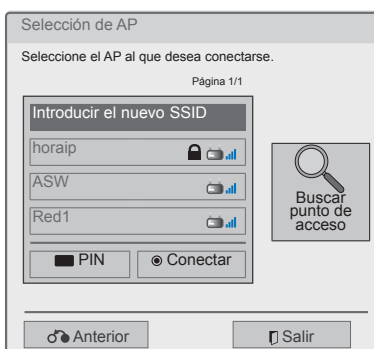 Selección de AP
Seleccione el AP al que desea conectarse.
Página 1/1
Introducir el nuevo SSID
horaip
ASW
Red1
PIN
Conectar
Buscar
punto de
acceso
Anterior
Salir